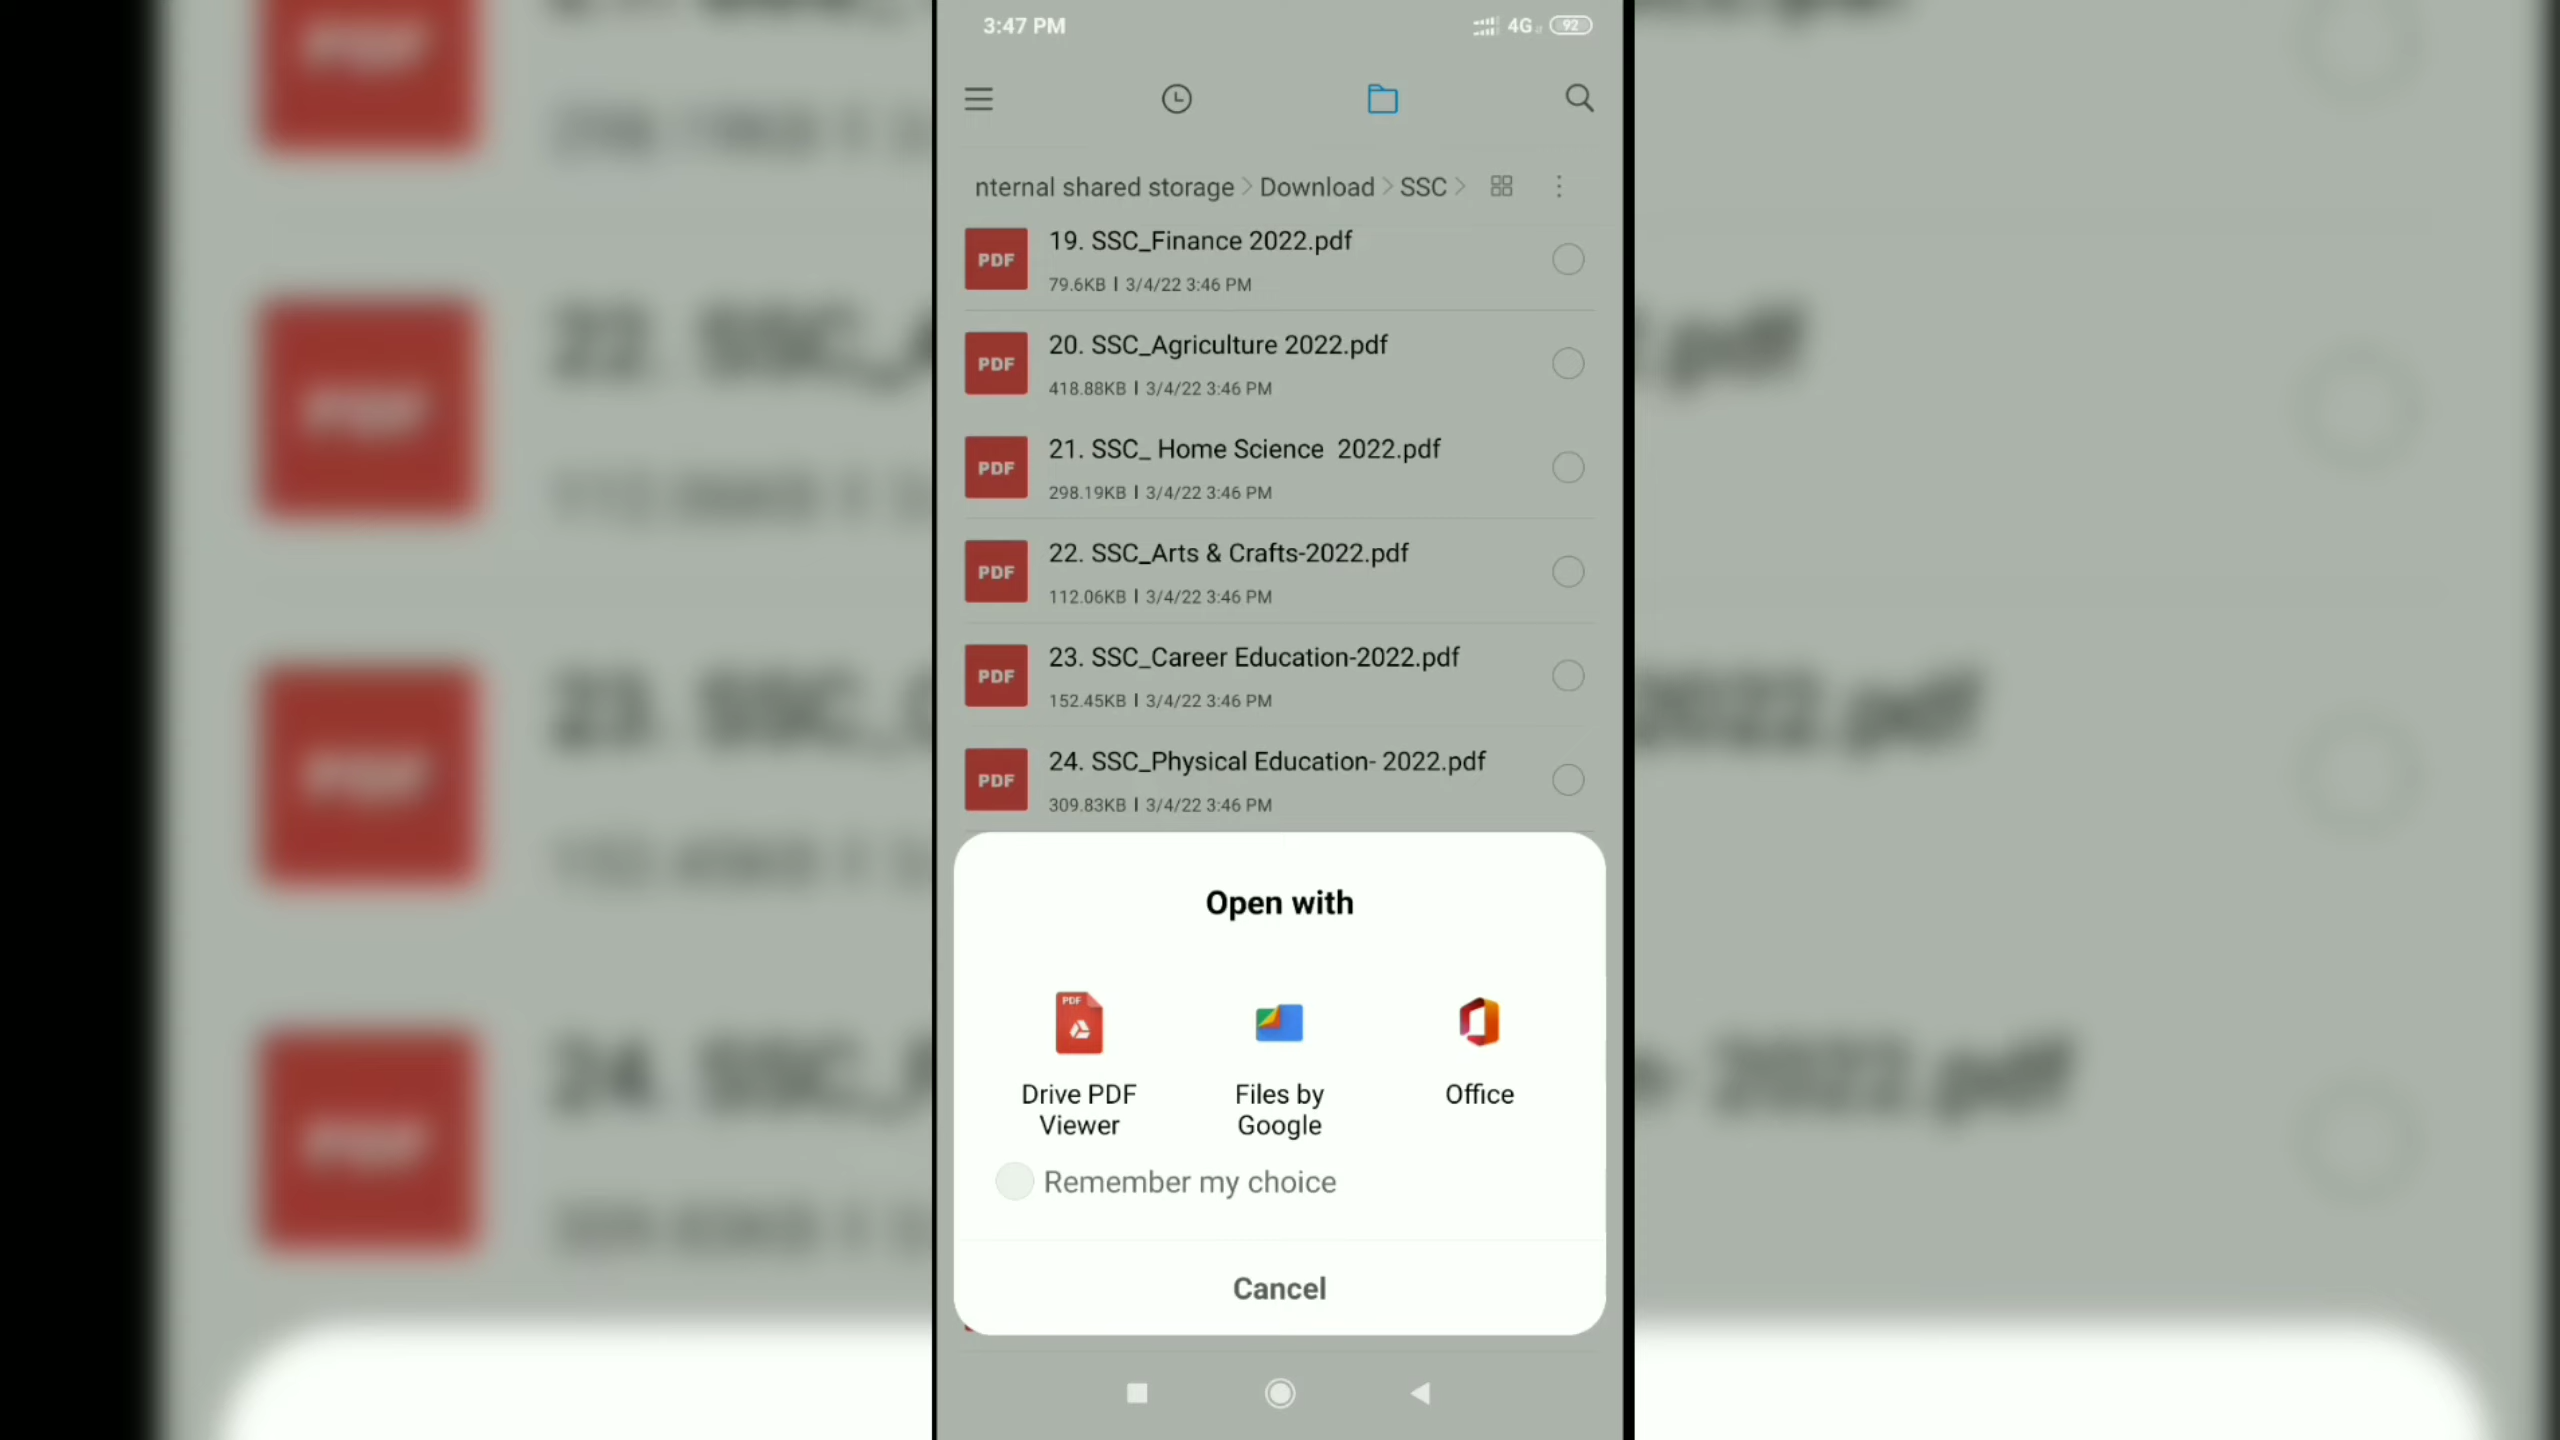 3:47 PM
4G
92
nternal shared storage > Download > SSC >
PDF
19. SSC_Finance 2022.pdf
79.6KB | 3/4/22 3:46 PM
PDF
20. SSC_Agriculture 2022.pdf
418.88KB | 3/4/22 3:46 PM
PDF
21. SSC_ Home Science  2022.pdf
298.19KB | 3/4/22 3:46 PM
PDF
22. SSC_Arts & Crafts-2022.pdf
112.06KB | 3/4/22 3:46 PM
PDF
23. SSC_Career Education-2022.pdf
152.45KB | 3/4/22 3:46 PM
PDF
24. SSC_Physical Education- 2022.pdf
309.83KB | 3/4/22 3:46 PM
Open with
PDF
Drive PDF
Viewer
Files by
Google
Office
Remember my choice
Cancel